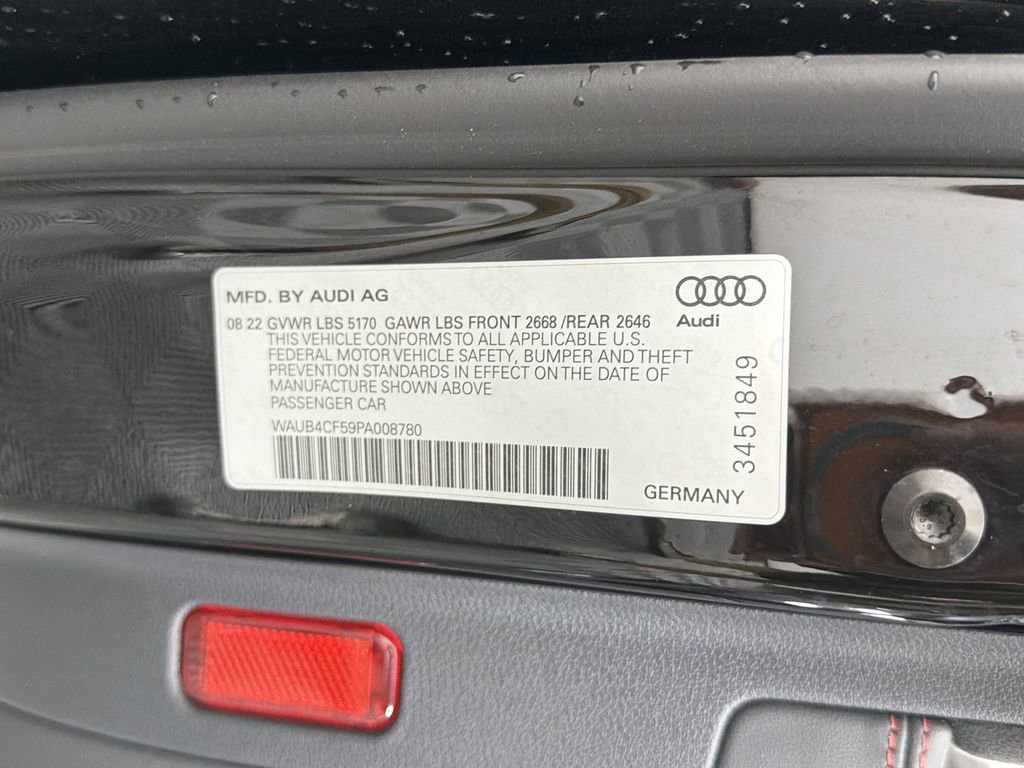 MFD. BY AUDI AG
Audi
08 22 GVWR LBS 5170 GAWR LBS FRONT 2668 /REAR 2646
THIS VEHICLE CONFORMS TO ALL APPLICABLE U.S.
FEDERAL MOTOR VEHICLE SAFETY, BUMPER AND THEFT
PREVENTION STANDARDS IN EFFECT ON THE DATE OF
MANUFACTURE SHOWN ABOVE
PASSENGER CAR
WAUB4CF59PA008780
GERMANY
3451849